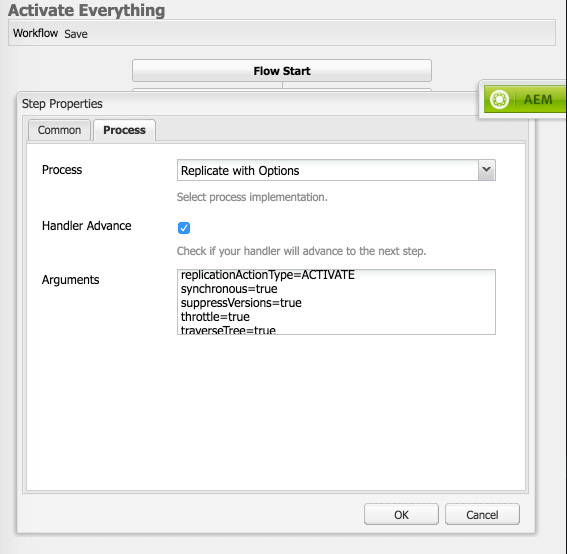 Activate Everything
Workflow Save
Flow Start
Step Properties
AEM
Common Process
Process Replicate with Options
Select process implementation.
Handler Advance
Check if your handler will advance to the next step.
Arguments
replicationActionType=ACTIVATE
synchronous=true
suppressVersions=true
throttle=true
traverseTree=true
OK Cancel